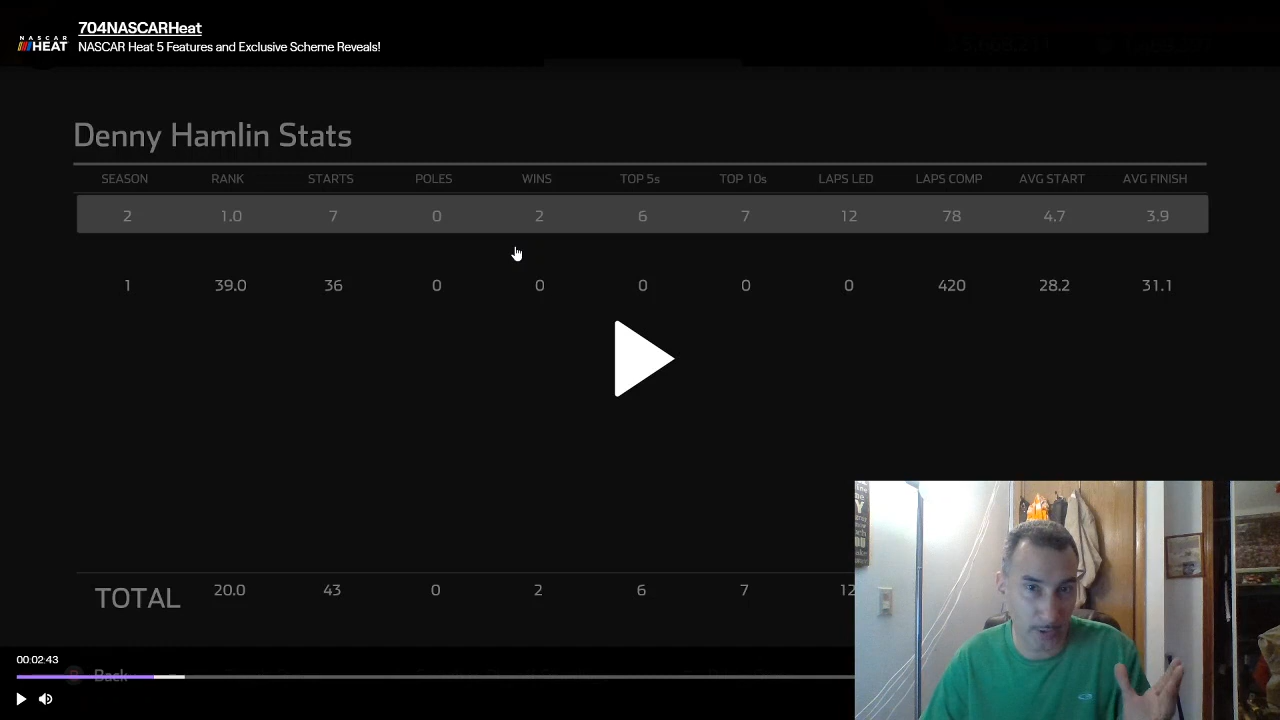 704NASCARHeat
NASCAR HEAT
NASCAR Heat 5 Features and Exclusive Scheme Reveals!
Denny Hamlin Stats
SEASON RANK STARTS POLES WINS TOP 5s TOP 10s LAPS LED LAPS COMP AVG START AVG FINISH
2 1.0 7 0 2 6 7 12 78 4.7 3.9
1 39.0 36 0 0 0 0 0 420 28.2 31.1
TOTAL 20.0 43 0 2 6 7 12
00:02:43
Back